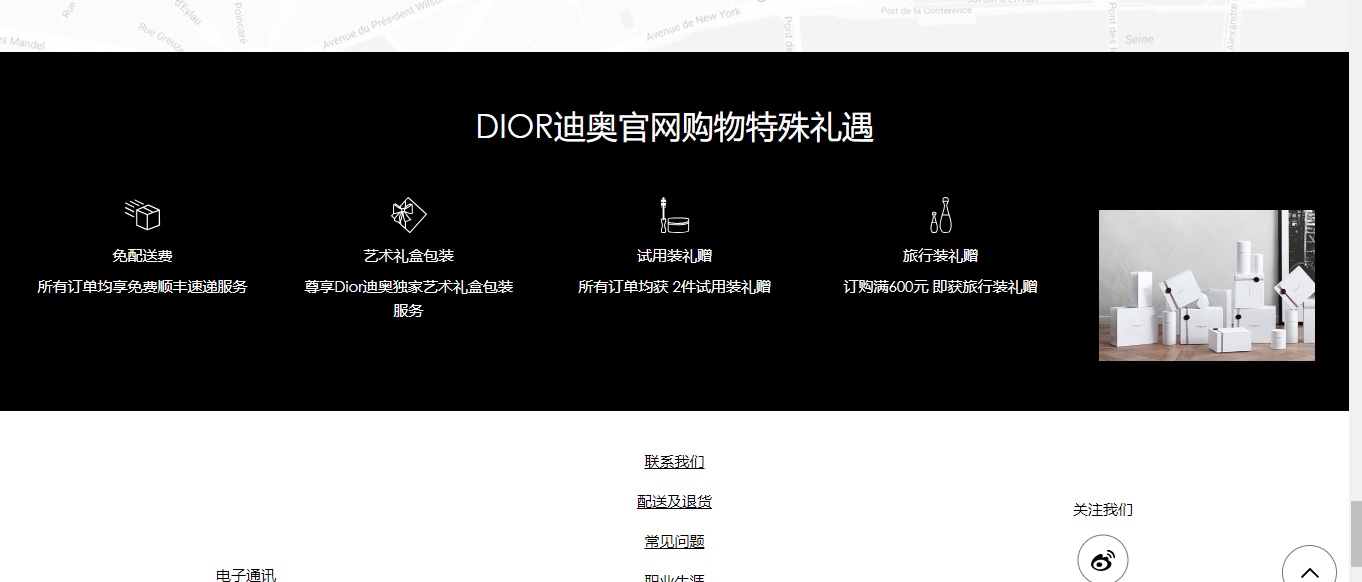 Rue
d'Eylau
Poincaré
Avenue du Président Wilson
Rue Greuze
Avenue de New York
Port de la Conférence
Pont de
Pont des In
Seine
Alexandre
es Mandel
DIOR迪奥官网购物特殊礼遇
免配送费
所有订单均享免费顺丰速递服务
艺术礼盒包装
尊享Dior迪奥独家艺术礼盒包装
服务
试用装礼赠
所有订单均获 2件试用装礼赠
旅行装礼赠
订购满600元 即获旅行装礼赠
联系我们
配送及退货
常见问题
职业生涯
电子通讯
关注我们